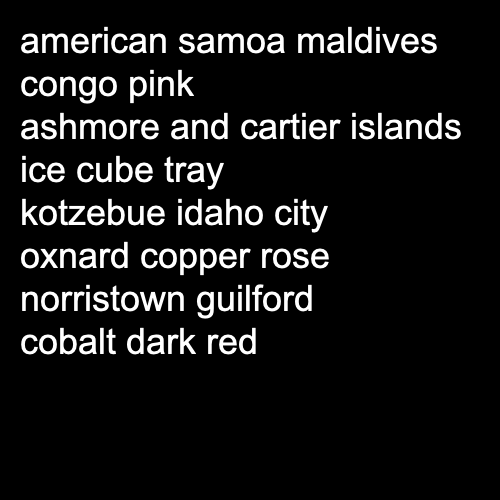 american samoa maldives
congo pink
ashmore and cartier islands
ice cube tray
kotzebue idaho city
oxnard copper rose
norristown guilford
cobalt dark red